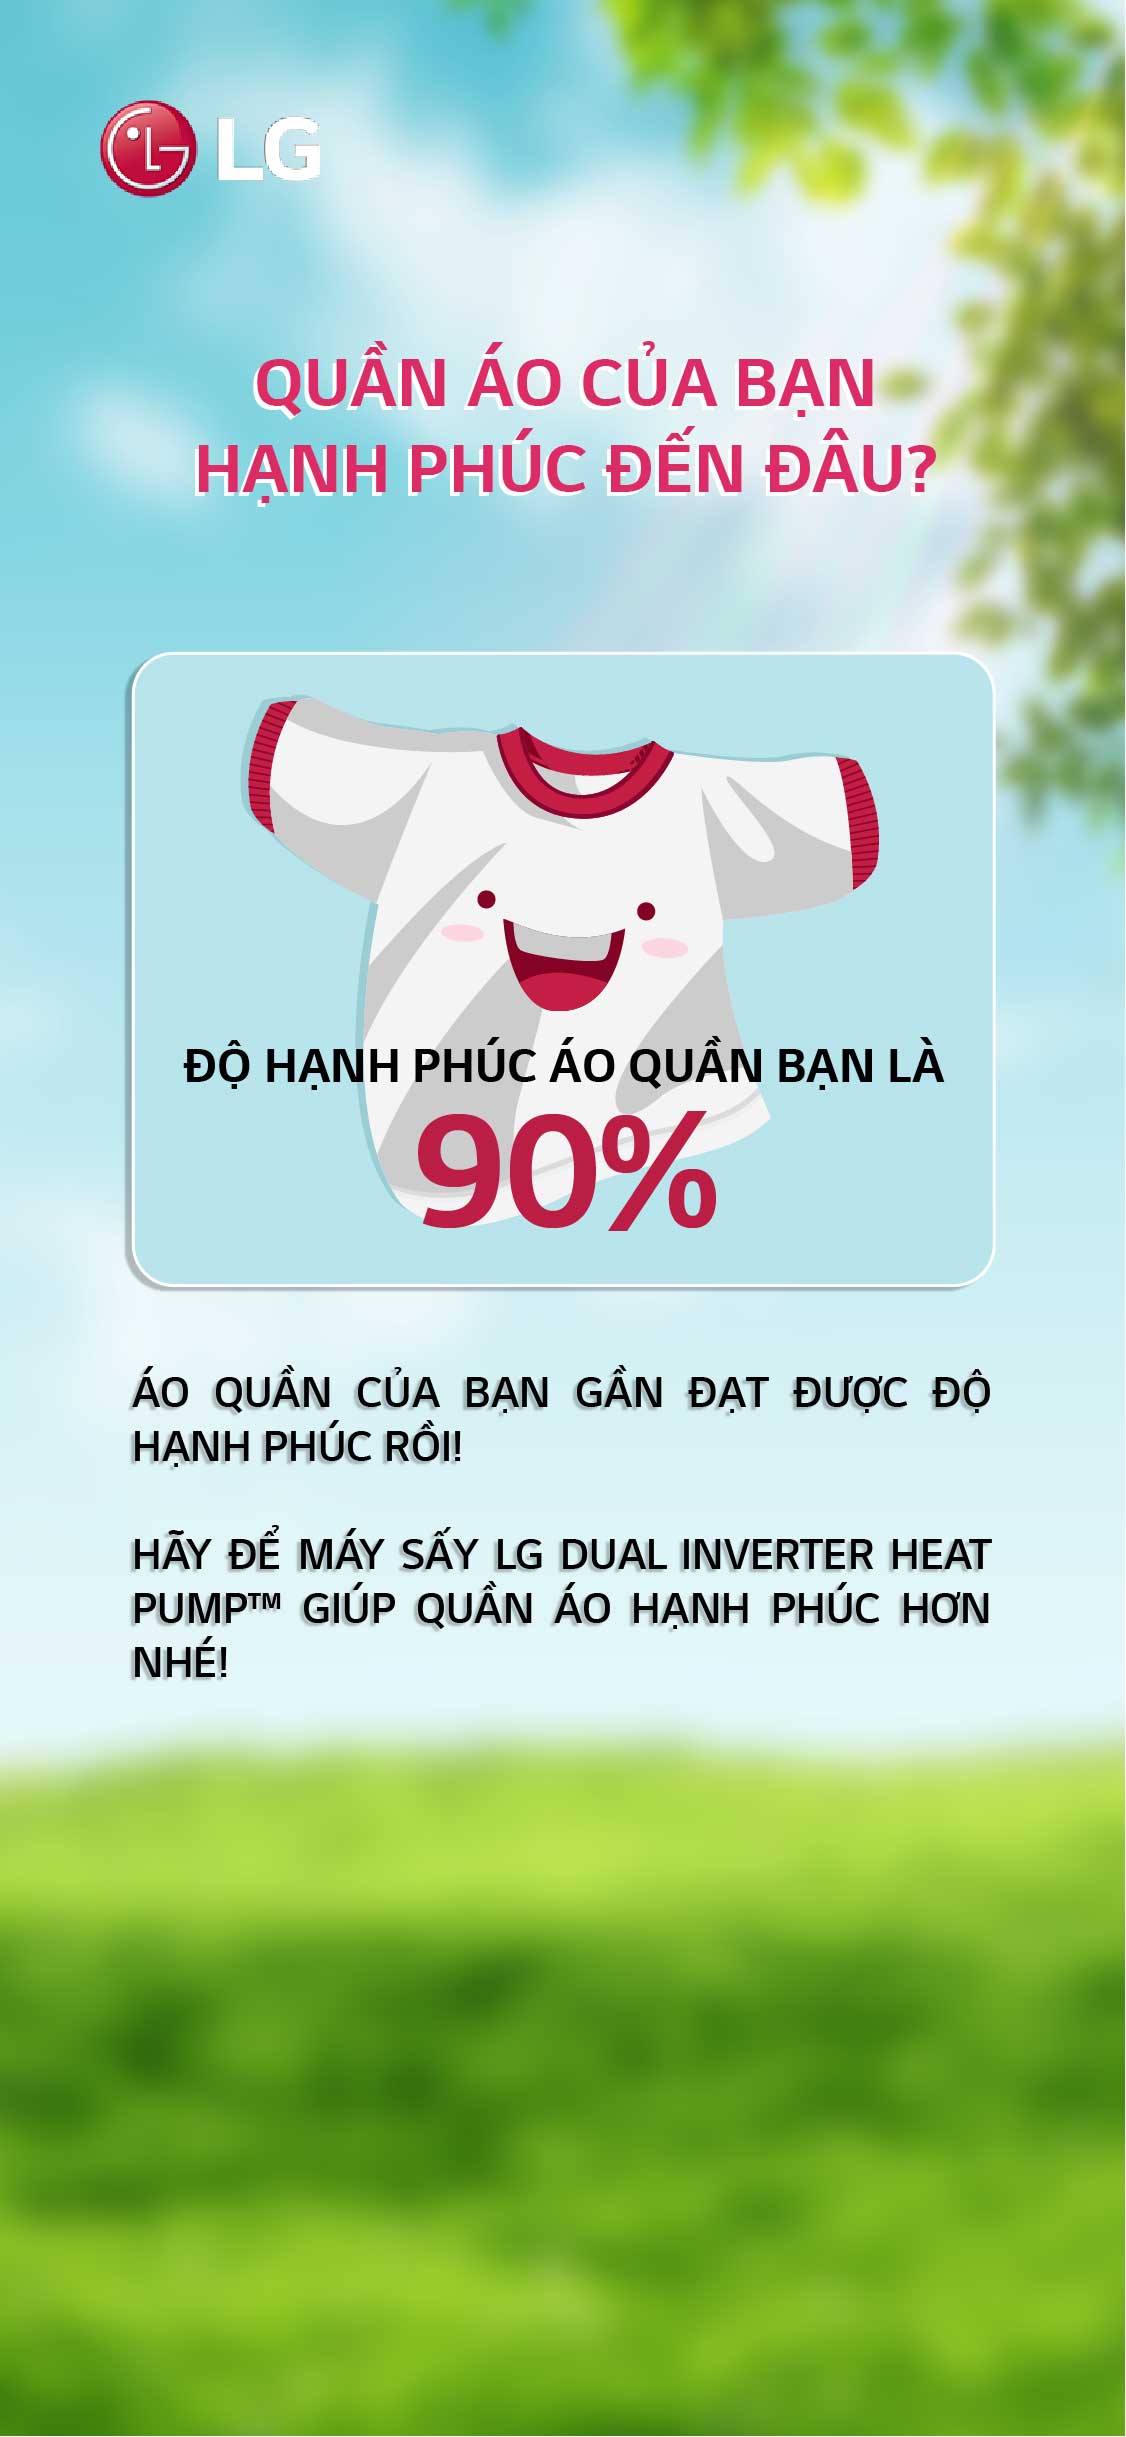 LG
QUẦN ÁO CỦA BẠN
HẠNH PHÚC ĐẾN ĐÂU?
ĐỘ HẠNH PHÚC ÁO QUẦN BẠN LÀ
90%
ÁO QUẦN CỦA BẠN GẦN ĐẠT ĐƯỢC ĐỘ
HẠNH PHÚC RỒI!
HÃY ĐỂ MÁY SẤY LG DUAL INVERTER HEAT
PUMP™ GIÚP QUẦN ÁO HẠNH PHÚC HƠN
NHÉ!